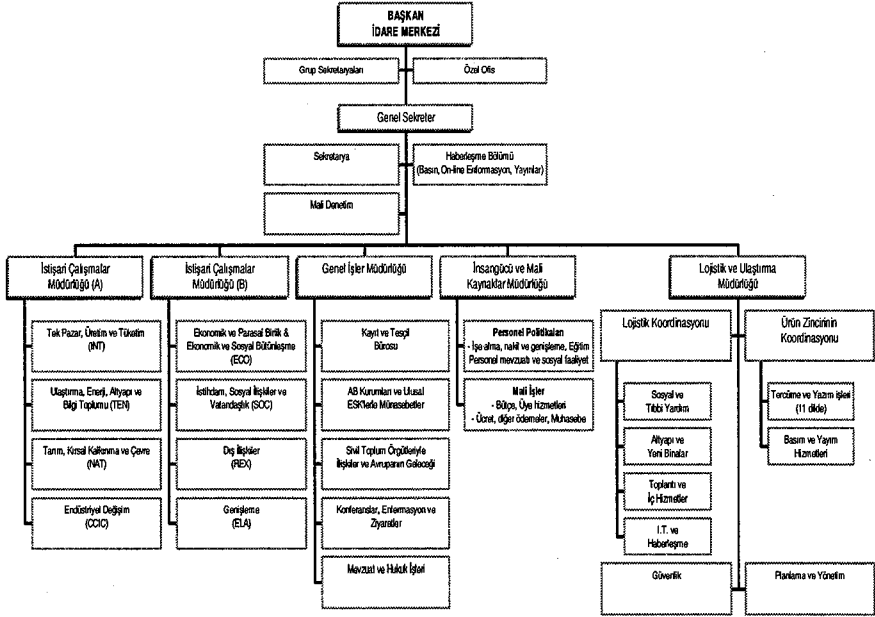 BAŞKAN
İDARE MERKEZİ
Grup Sekretaryaları
Özel Ofis
Genel Sekreter
Sekretarya
Haberleşme Bölümü
(Basın, On-line Enformasyon, Yayınlar)
Mali Denetim
İstişari Çalışmalar
Müdürlüğü (A)
Tek Pazar, Üretim ve Tüketim
(INT)
Ulaştırma, Enerji, Altyapı ve
Bilgi Toplumu (TEN)
Tarım, Kırsal Kalkınma ve Çevre
(NAT)
Endüstriyel Değişim
(CCIC)
İstişari Çalışmalar
Müdürlüğü (B)
Ekonomik ve Parasal Birlik &
Ekonomik ve Sosyal Bütünleşme
(ECO)
İstihdam, Sosyal İlişkiler ve
Vatandaşlık (SOC)
Dış İlişkiler
(REX)
Genişleme
(ELA)
Genel İşler Müdürlüğü
Kayıt ve Tesçil
Bürosu
AB Kurumları ve Ulusal
ESK'lerle Münasebetler
Sivil Toplum Örgütleriyle
İlişkiler ve Avrupanın Geleceği
Konferanslar, Enformasyon ve
Ziyaretler
Mevzuat ve Hukuk İşleri
İnsangücü ve Mali
Kaynaklar Müdürlüğü
Personel Politikaları
- İşe alma, nakil ve genişleme, Eğitim
Personel mevzuatı ve sosyal faaliyet
Mali İşler
- Bütçe, Üye hizmetleri
- Ücret, diğer ödemeler, Muhasebe
Lojistik ve Ulaştırma
Müdürlüğü
Lojistik Koordinasyonu
Sosyal ve
Tıbbi Yardım
Altyapı ve
Yeni Binalar
Toplantı ve
İç Hizmetler
I.T. ve
Haberleşme
Güvenlik
Ürün Zincirinin
Koordinasyonu
Tercüme ve Yazım işleri
(11 dilde)
Basım ve Yayım
Hizmetleri
Planlama ve Yönetim